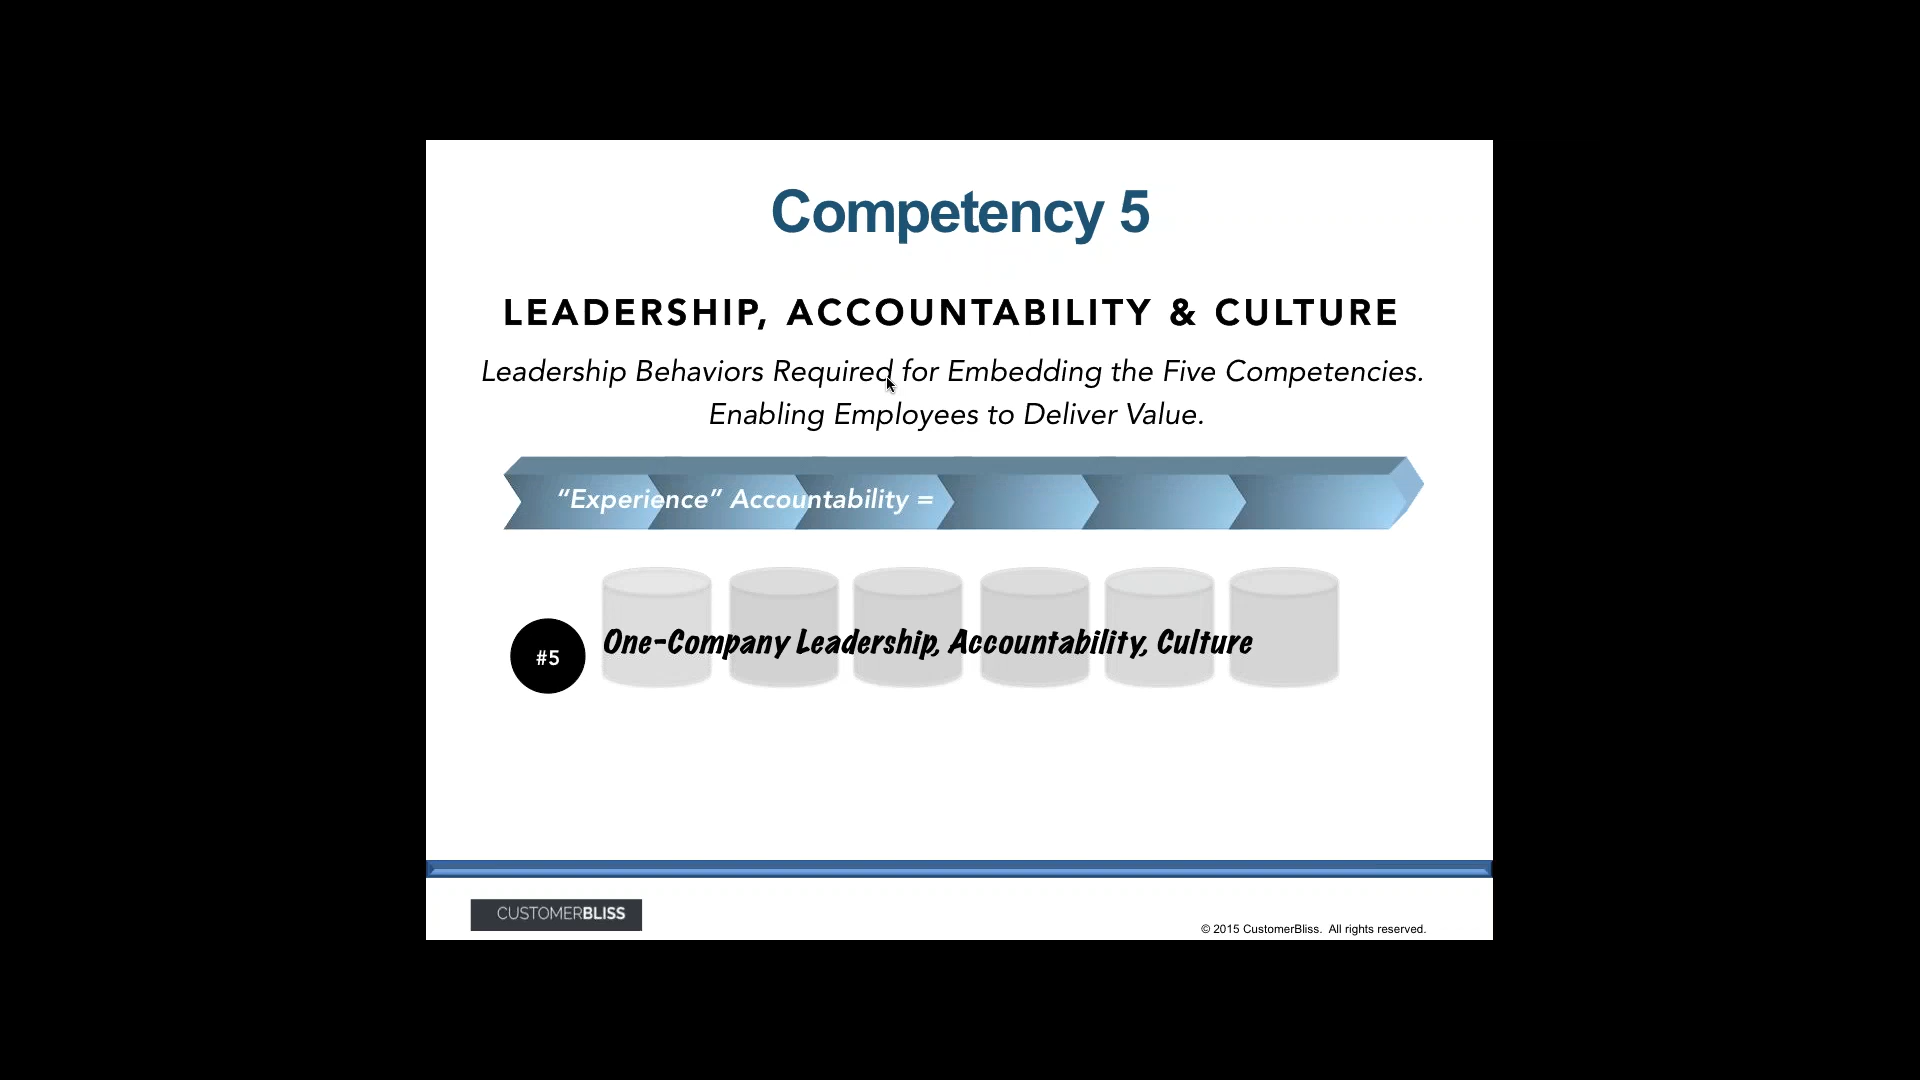 Competency 5
LEADERSHIP, ACCOUNTABILITY & CULTURE
Leadership Behaviors Required for Embedding the Five Competencies.
Enabling Employees to Deliver Value.
“Experience” Accountability =
#5
One-Company Leadership, Accountability, Culture
CUSTOMERBLISS
© 2015 CustomerBliss.  All rights reserved.